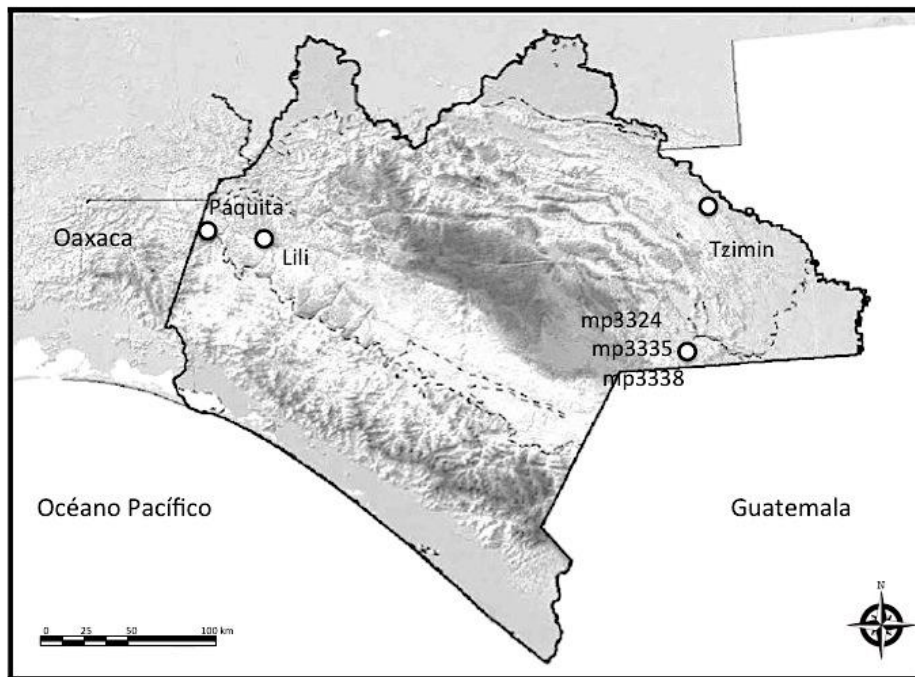 Páquita
Oaxaca
Lili
Tzimin
mp3324
mp3335
mp3338
Océano Pacífico
Guatemala
N
0 25 50 100 km